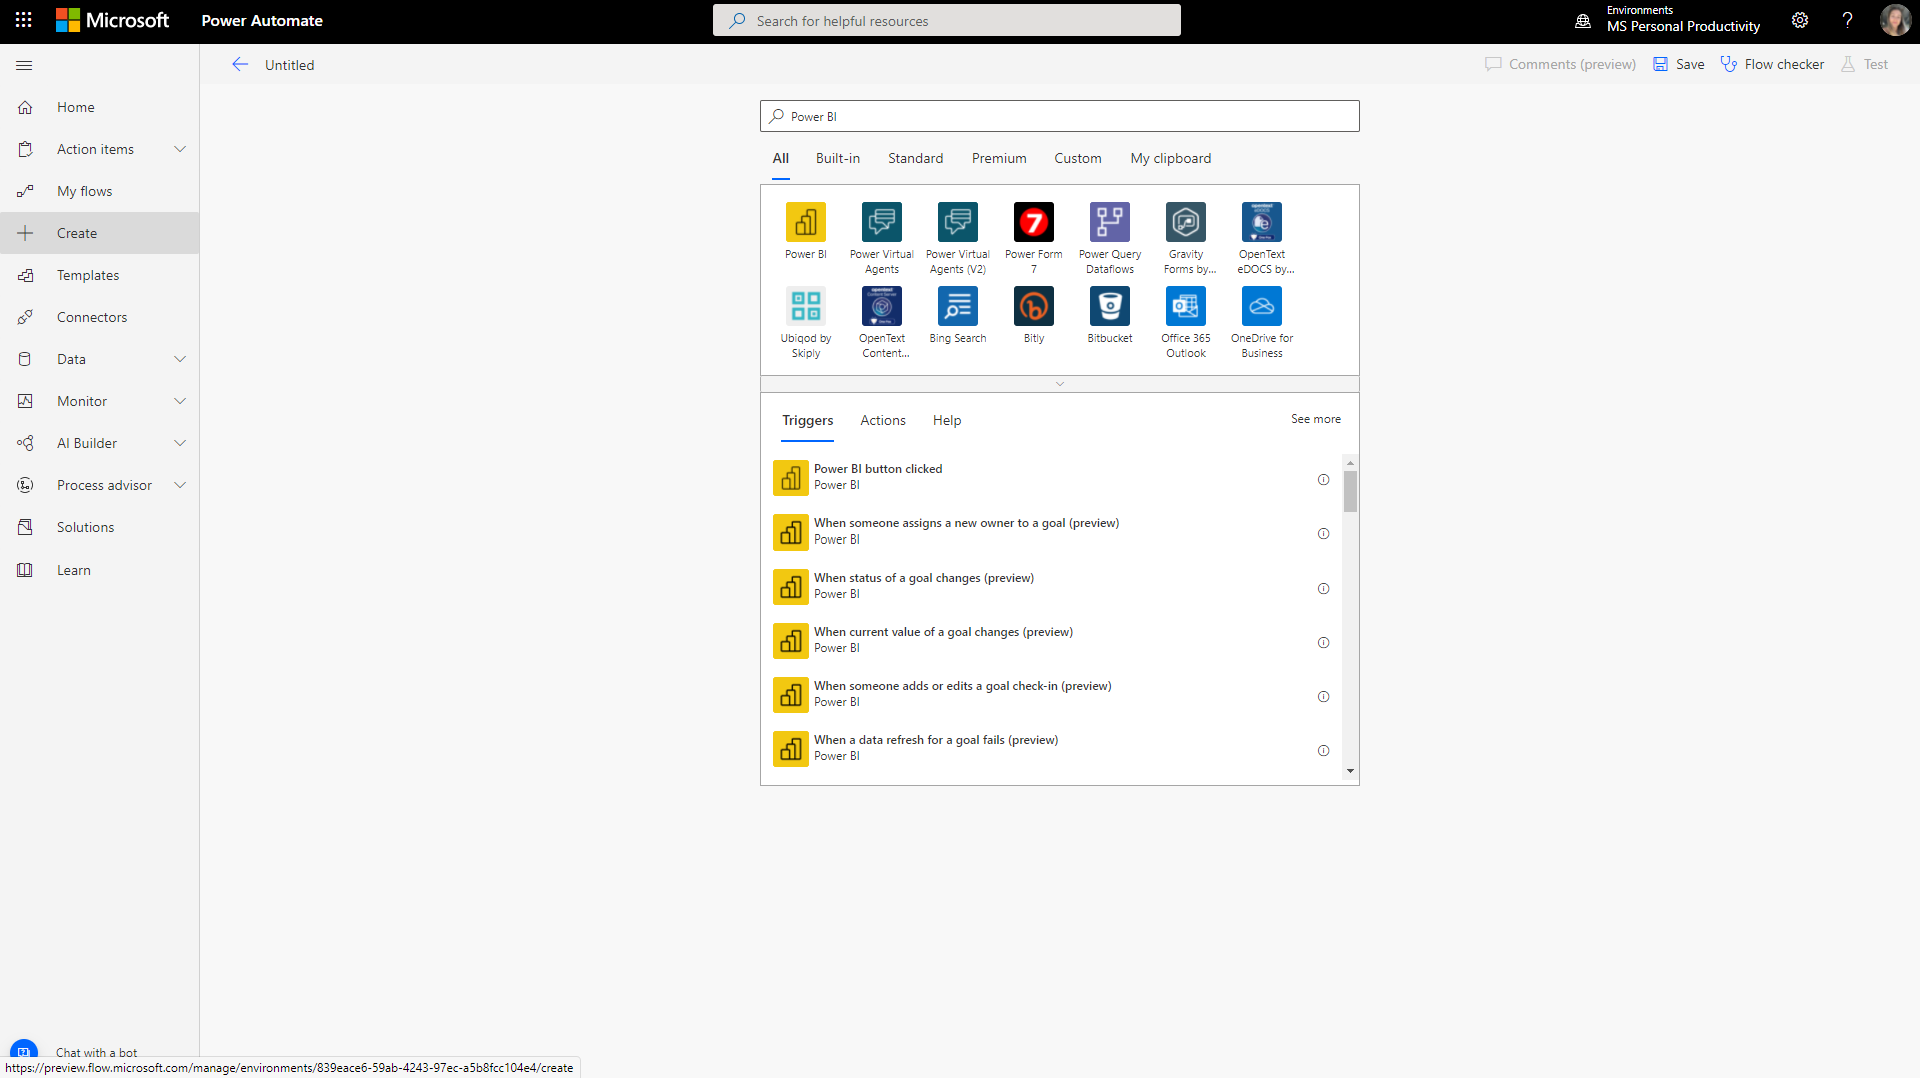 Microsoft
Power Automate
Search for helpful resources
Environments
MS Personal Productivity
Untitled
Comments (preview)
Save
Flow checker
Test
Home
Action items
My flows
Create
Templates
Connectors
Data
Monitor
AI Builder
Process advisor
Solutions
Learn
Chat with a bot
Power BI
All
Built-in
Standard
Premium
Custom
My clipboard
Power BI
Power Virtual
Agents
Power Virtual
Agents (V2)
Power Form
7
Power Query
Dataflows
Gravity
Forms by...
OpenText
eDOCS by...
Ubiqod by
Skiply
OpenText
Content...
Bing Search
Bitly
Bitbucket
Office 365
Outlook
OneDrive for
Business
Triggers
Actions
Help
See more
Power BI button clicked
Power BI
When someone assigns a new owner to a goal (preview)
Power BI
When status of a goal changes (preview)
Power BI
When current value of a goal changes (preview)
Power BI
When someone adds or edits a goal check-in (preview)
Power BI
When a data refresh for a goal fails (preview)
Power BI
https://preview.flow.microsoft.com/manage/environments/839eace6-59ab-4243-97ec-a5b8fcc104e4/create